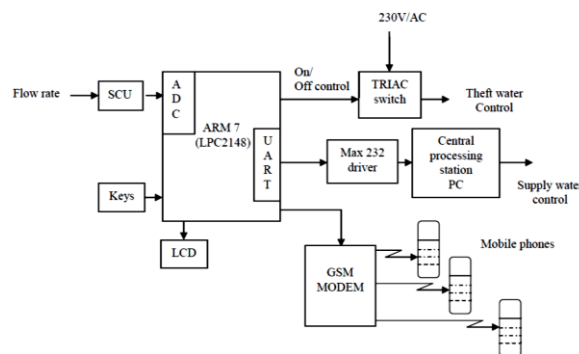 230V/AC
Flow rate
SCU
A
D
C
ARM 7
(LPC2148)
U
A
R
T
On/
Off control
TRIAC
switch
Theft water
Control
Max 232
driver
Central
processing
station
PC
Supply water
control
Keys
LCD
GSM
MODEM
Mobile phones